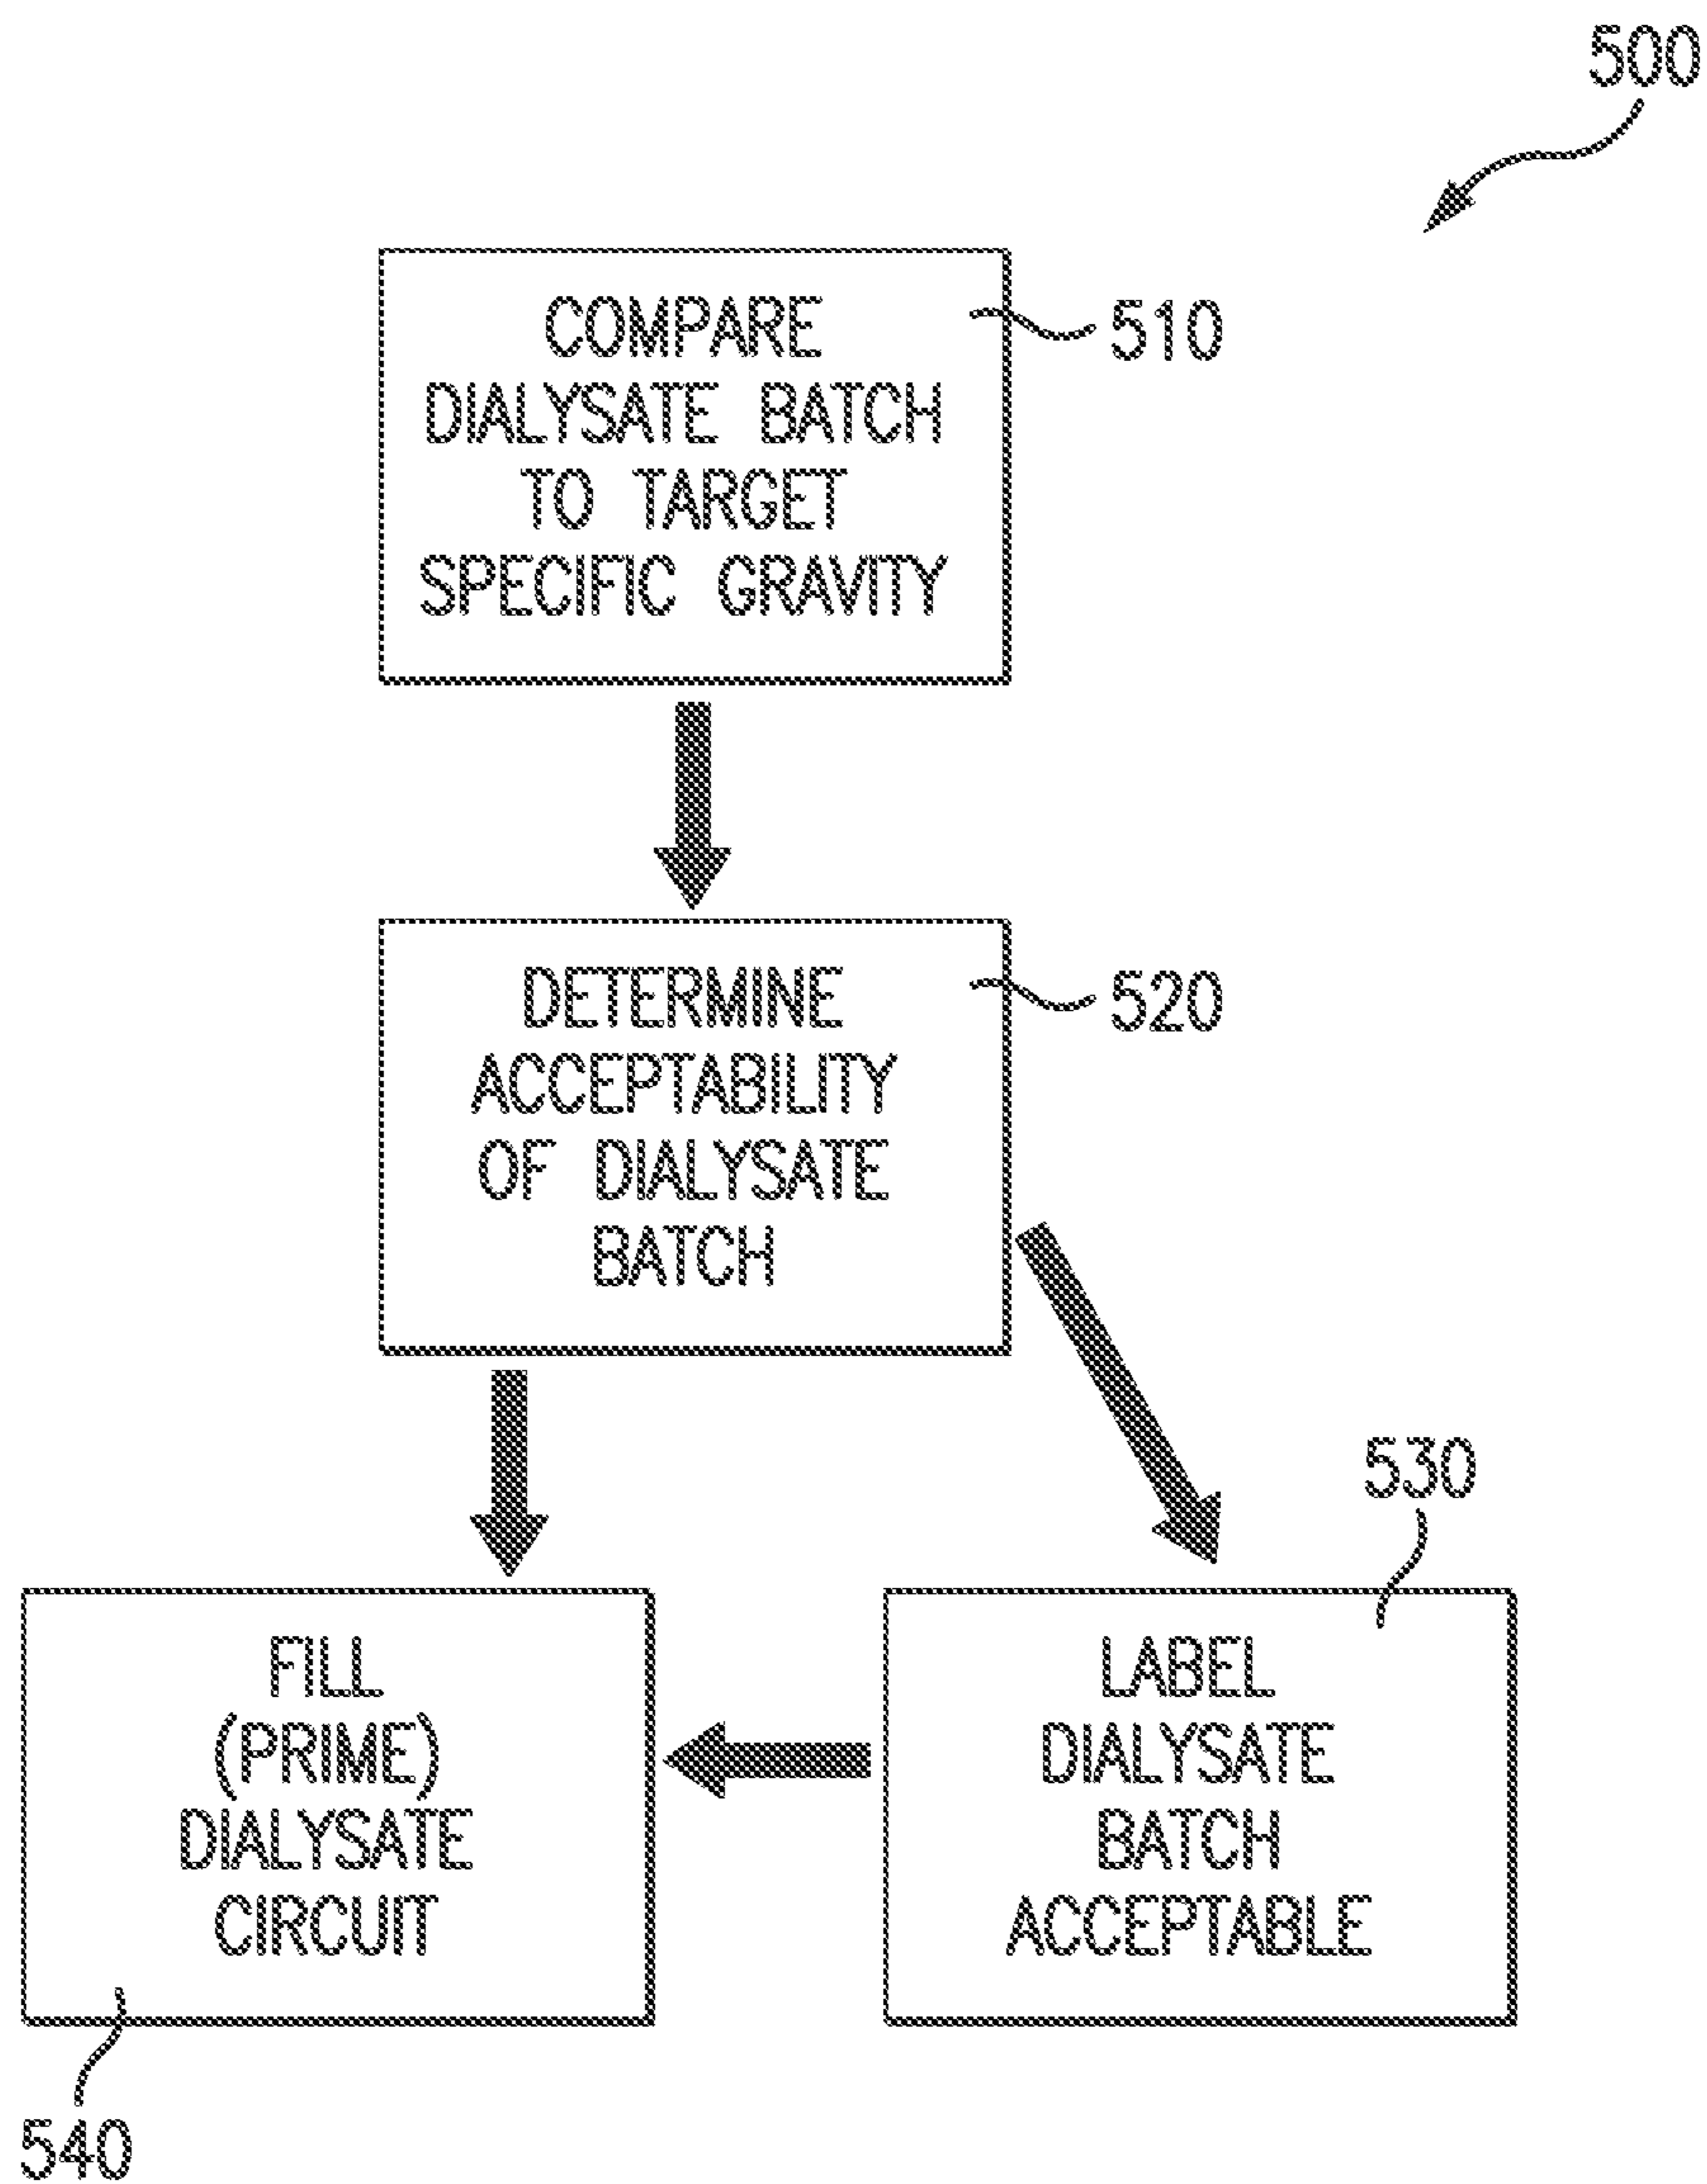 500
COMPARE
DIALYSATE BATCH
TO TARGET
SPECIFIC GRAVITY
510
DETERMINE
ACCEPTABILITY
OF DIALYSATE
BATCH
520
530
FILL
(PRIME)
DIALYSATE
CIRCUIT
LABEL
DIALYSATE
BATCH
ACCEPTABLE
540